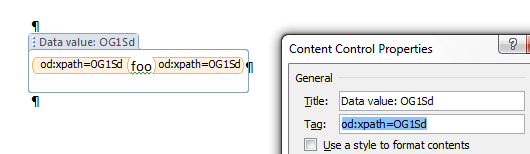 ¶
Data value: OG1Sd
od:xpath=OG1Sd foo od:xpath=OG1Sd ¶
¶
Content Control Properties ?
General
Title: Data value: OG1Sd
Tag: od:xpath=OG1Sd
Use a style to format contents